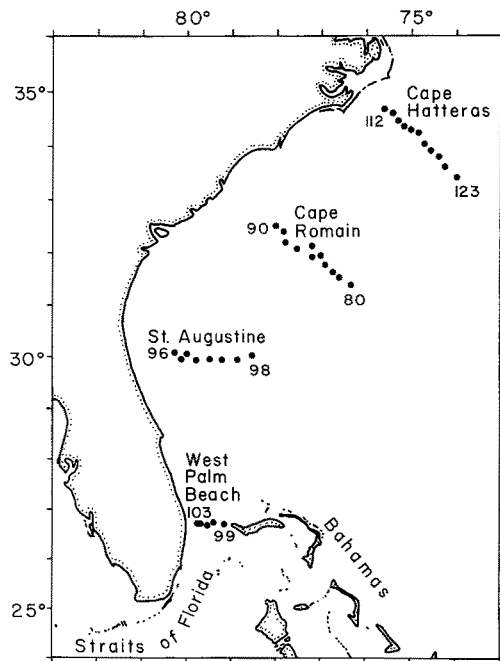 80° 75°
35°
Cape
Hatteras
112
123
Cape
Romain
90
80
St. Augustine
96
98
30°
West
Palm
Beach
103
99
Bahamas
25°
Straits of Florida